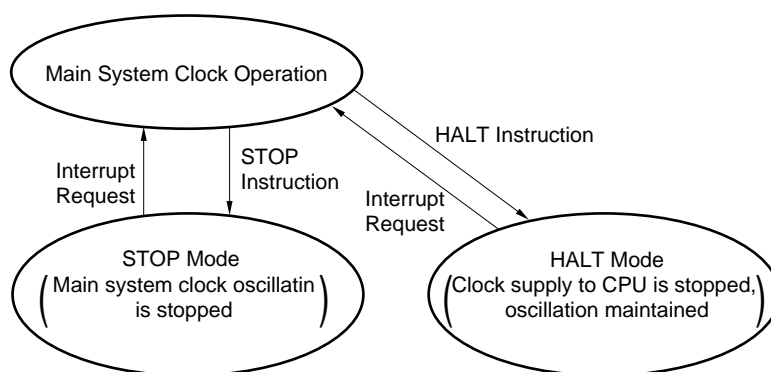 Main System Clock Operation
HALT Instruction
Interrupt
Request
STOP
Instruction
Interrupt
Request
STOP Mode
(Main system clock oscillatin
is stopped)
HALT Mode
(Clock supply to CPU is stopped,
oscillation maintained)